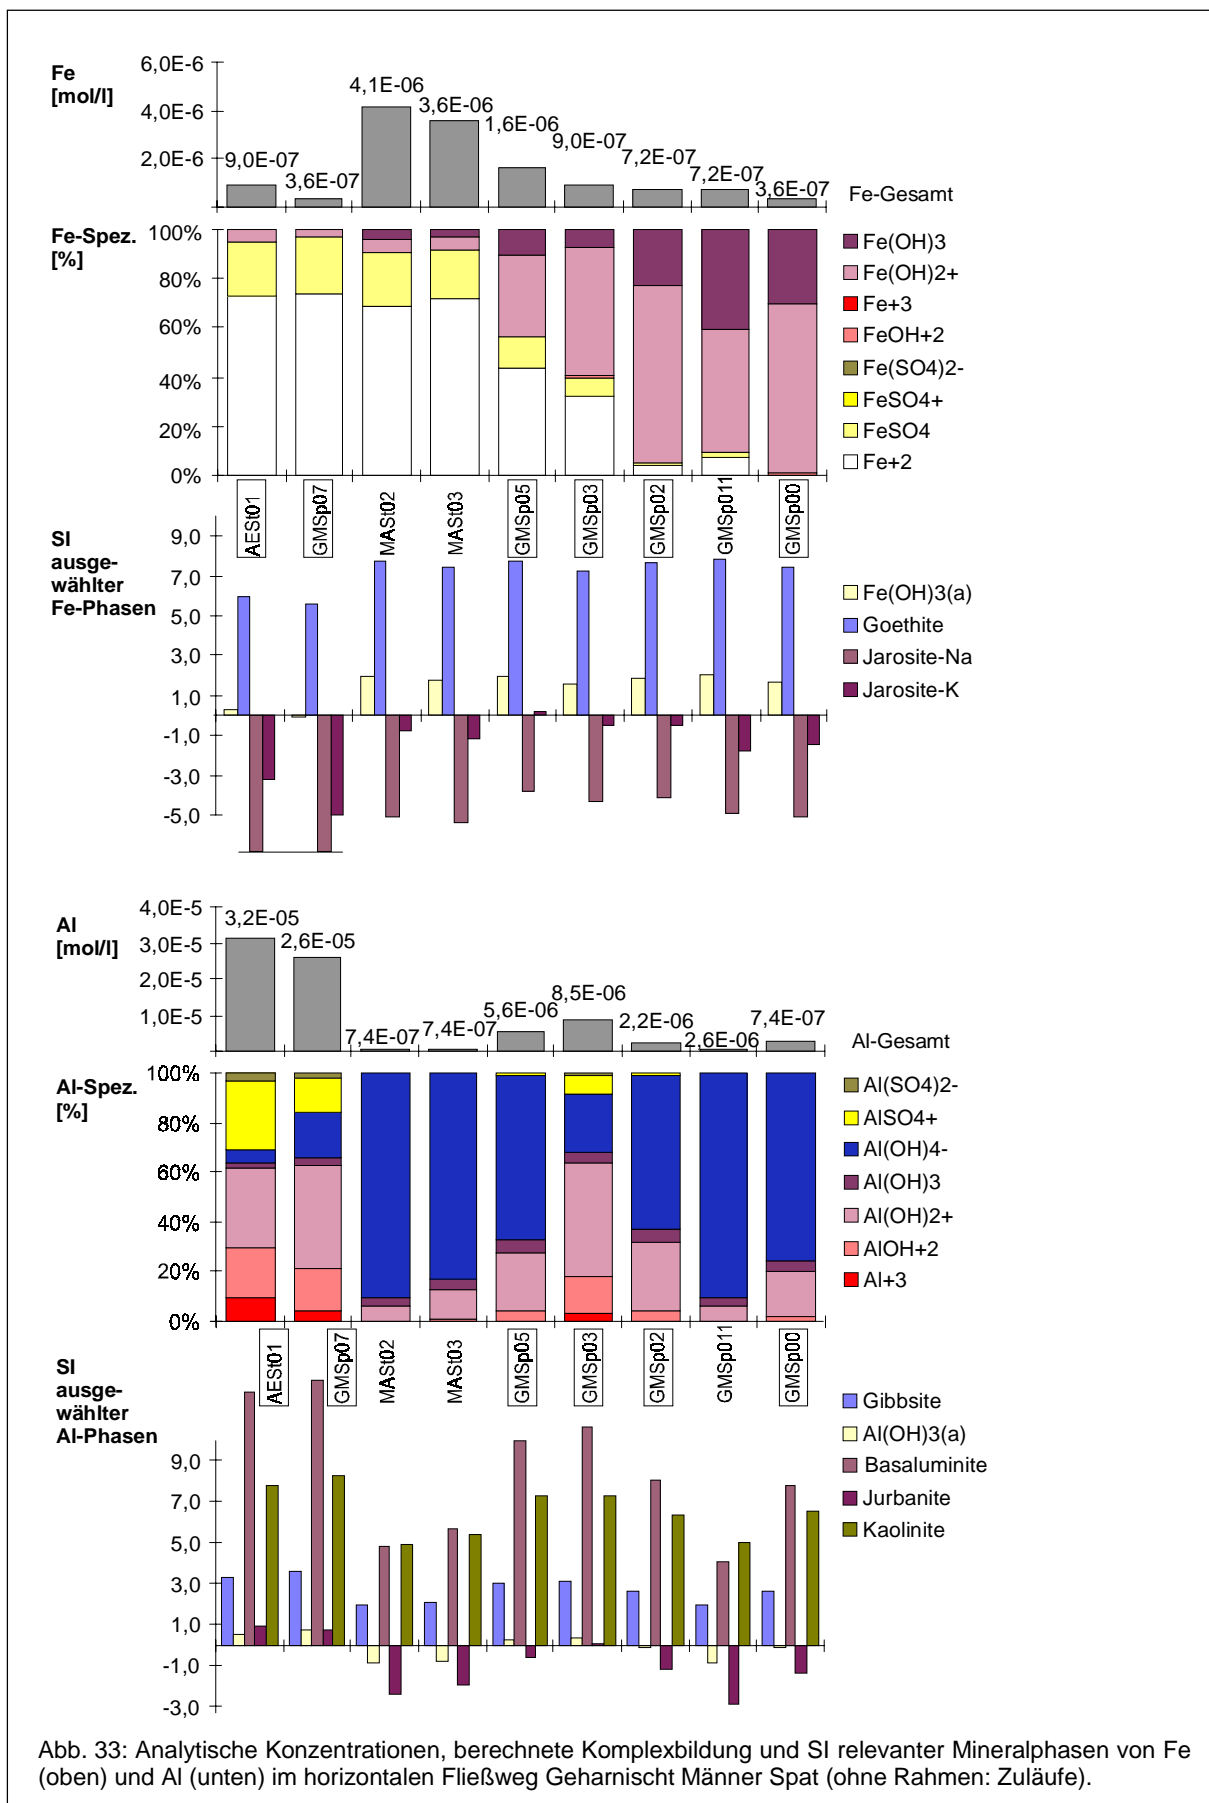 Fe
[mol/l]
6,0E-6
4,0E-6
2,0E-6
9,0E-07
3,6E-07
4,1E-06
3,6E-06
1,6E-06
9,0E-07
7,2E-07
7,2E-07
3,6E-07
Fe-Gesamt
Fe-Spez.
[%]
100%
80%
60%
40%
20%
0%
Fe(OH)3
Fe(OH)2+
Fe+3
FeOH+2
Fe(SO4)2-
FeSO4+
FeSO4
Fe+2
AESt01
GMSp07
MASt02
MASt03
GMSp05
GMSp03
GMSp02
GMSp011
GMSp00
SI
ausge-
wählter
Fe-Phasen
9,0
7,0
5,0
3,0
1,0
-1,0
-3,0
-5,0
Fe(OH)3(a)
Goethite
Jarosite-Na
Jarosite-K
Al
[mol/l]
4,0E-5
3,0E-5
2,0E-5
1,0E-5
3,2E-05
2,6E-05
7,4E-07
7,4E-07
5,6E-06
8,5E-06
2,2E-06
2,6E-06
7,4E-07
Al-Gesamt
Al-Spez.
[%]
100%
80%
60%
40%
20%
0%
Al(SO4)2-
AlSO4+
Al(OH)4-
Al(OH)3
Al(OH)2+
AlOH+2
Al+3
AESt01
GMSp07
MASt02
MASt03
GMSp05
GMSp03
GMSp02
GMSp011
GMSp00
SI
ausge-
wählter
Al-Phasen
9,0
7,0
5,0
3,0
1,0
-1,0
-3,0
Gibbsite
Al(OH)3(a)
Basaluminite
Jurbanite
Kaolinite
Abb. 33: Analytische Konzentrationen, berechnete Komplexbildung und SI relevanter Mineralphasen von Fe
(oben) und Al (unten) im horizontalen Fließweg Geharnischt Männer Spat (ohne Rahmen: Zuläufe).